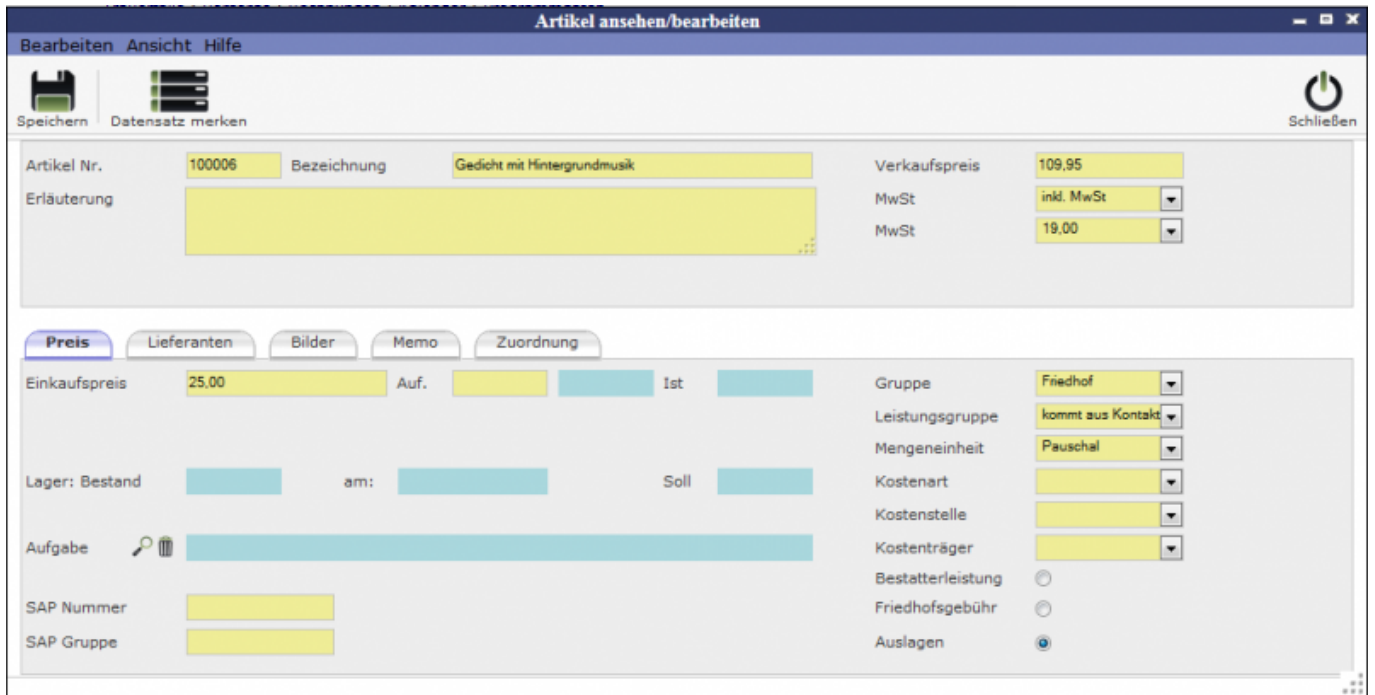 Artikel ansehen/bearbeiten
Bearbeiten Ansicht Hilfe
Speichern Datensatz merken Schließen
Artikel Nr. 100006 Bezeichnung Gedicht mit Hintergrundmusik Verkaufspreis 109,95
Erläuterung MwSt inkl. MwSt
MwSt 19,00
Preis Lieferanten Bilder Memo Zuordnung
Einkaufspreis 25,00 Auf. Ist Gruppe Friedhof
Leistungsgruppe kommt aus Kontakt
Mengeneinheit Pauschal
Lager: Bestand am: Soll Kostenart
Kostenstelle
Aufgabe Kostenträger
Bestatterleistung
SAP Nummer Friedhofsgebühr
SAP Gruppe Auslagen